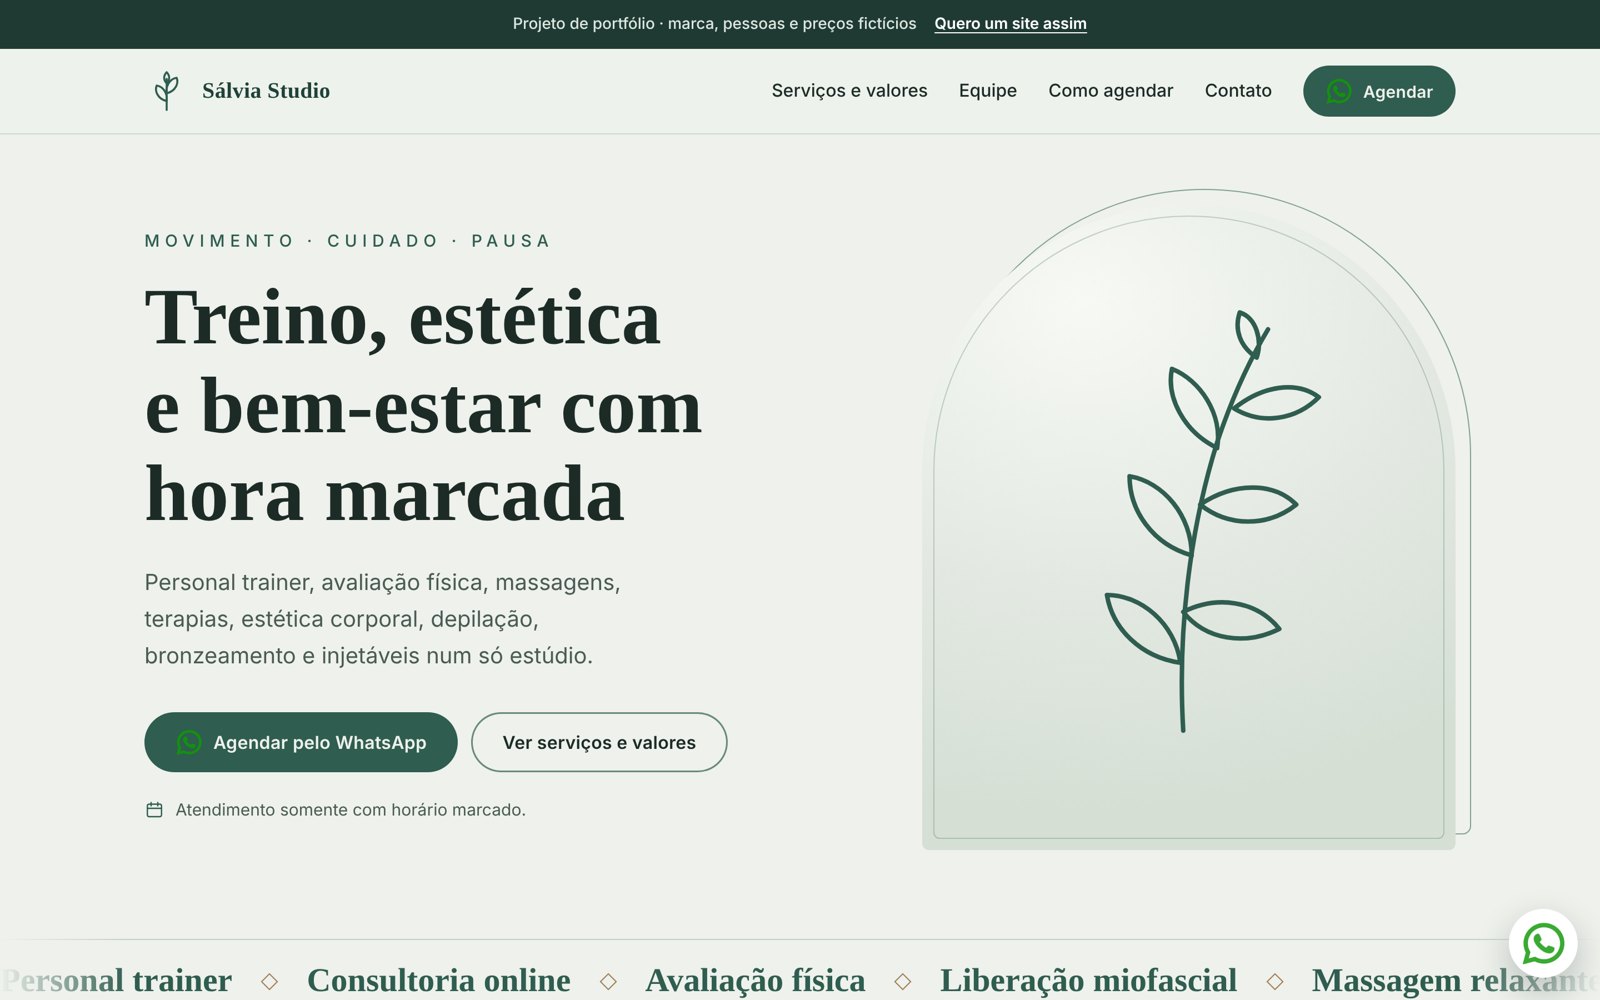 Projeto de portfólio · marca, pessoas e preços fictícios Quero um site assim
Sálvia Studio
Serviços e valores Equipe Como agendar Contato Agendar
MOVIMENTO · CUIDADO · PAUSA
Treino, estética
e bem-estar com
hora marcada
Personal trainer, avaliação física, massagens,
terapias, estética corporal, depilação,
bronzeamento e injetáveis num só estúdio.
Agendar pelo WhatsApp Ver serviços e valores
Atendimento somente com horário marcado.
Personal trainer ◇ Consultoria online ◇ Avaliação física ◇ Liberação miofascial ◇ Massagem relaxante